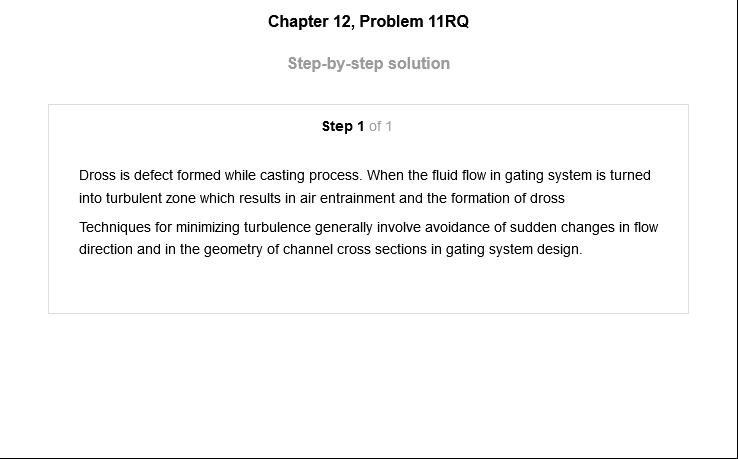 Chapter 12, Problem 11RQ
Step-by-step solution
Step 1 of 1
Dross is defect formed while casting process. When the fluid flow in gating system is turned
into turbulent zone which results in air entrainment and the formation of dross
Techniques for minimizing turbulence generally involve avoidance of sudden changes in flow
direction and in the geometry of channel cross sections in gating system design.